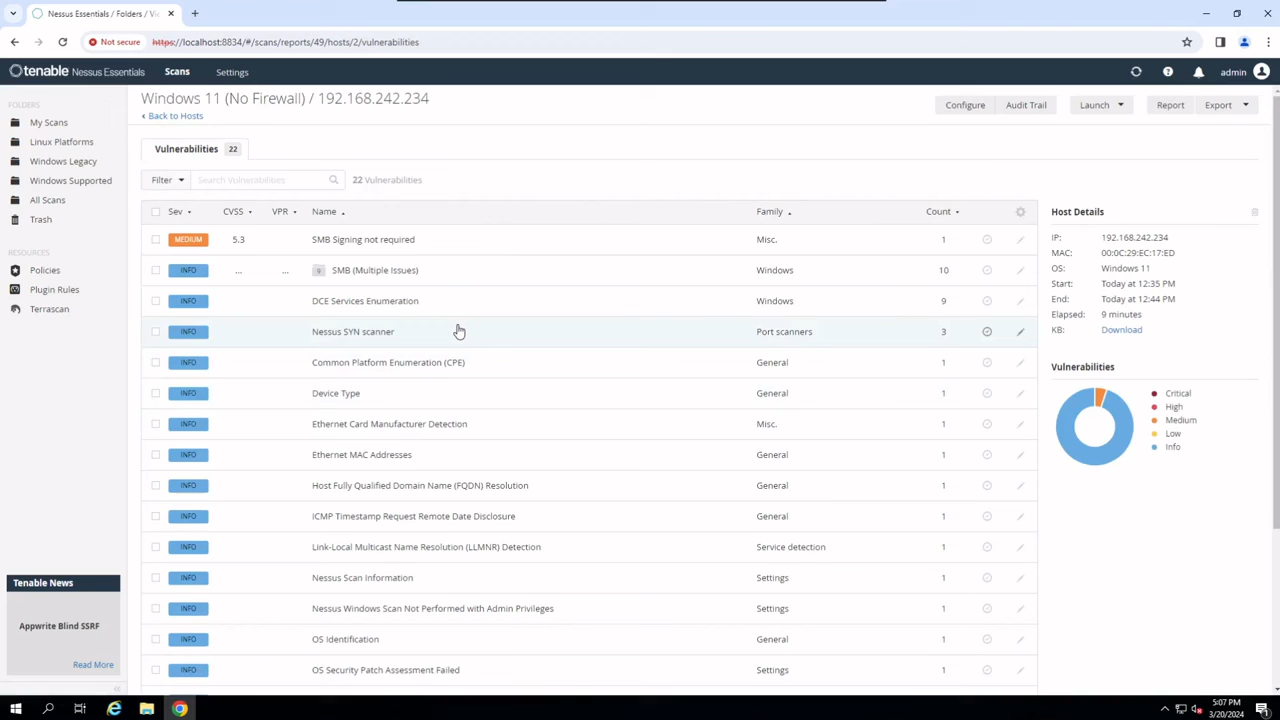 Nessus Essentials / Folders / Vie
Not secure https://localhost:8834/#/scans/reports/49/hosts/2/vulnerabilities
tenable Nessus Essentials Scans Settings admin
FOLDERS
My Scans
Linux Platforms
Windows Legacy
Windows Supported
All Scans
Trash
RESOURCES
Policies
Plugin Rules
Terrascan
Tenable News
Appwrite Blind SSRF
Read More
Windows 11 (No Firewall) / 192.168.242.234
Back to Hosts
Configure Audit Trail Launch Report Export
Vulnerabilities 22
Filter Search Vulnerabilities 22 Vulnerabilities
Sev CVSS VPR Name Family Count
MEDIUM 5.3 SMB Signing not required Misc. 1
INFO ... ... SMB (Multiple Issues) Windows 10
INFO DCE Services Enumeration Windows 9
INFO Nessus SYN scanner Port scanners 3
INFO Common Platform Enumeration (CPE) General 1
INFO Device Type General 1
INFO Ethernet Card Manufacturer Detection Misc. 1
INFO Ethernet MAC Addresses General 1
INFO Host Fully Qualified Domain Name (FQDN) Resolution General 1
INFO ICMP Timestamp Request Remote Date Disclosure General 1
INFO Link-Local Multicast Name Resolution (LLMNR) Detection Service detection 1
INFO Nessus Scan Information Settings 1
INFO Nessus Windows Scan Not Performed with Admin Privileges Settings 1
INFO OS Identification General 1
INFO OS Security Patch Assessment Failed Settings 1
Host Details
IP: 192.168.242.234
MAC: 00:0C:29:EC:17:ED
OS: Windows 11
Start: Today at 12:35 PM
End: Today at 12:44 PM
Elapsed: 9 minutes
KB: Download
Vulnerabilities
Critical
High
Medium
Low
Info
5:07 PM
3/20/2024